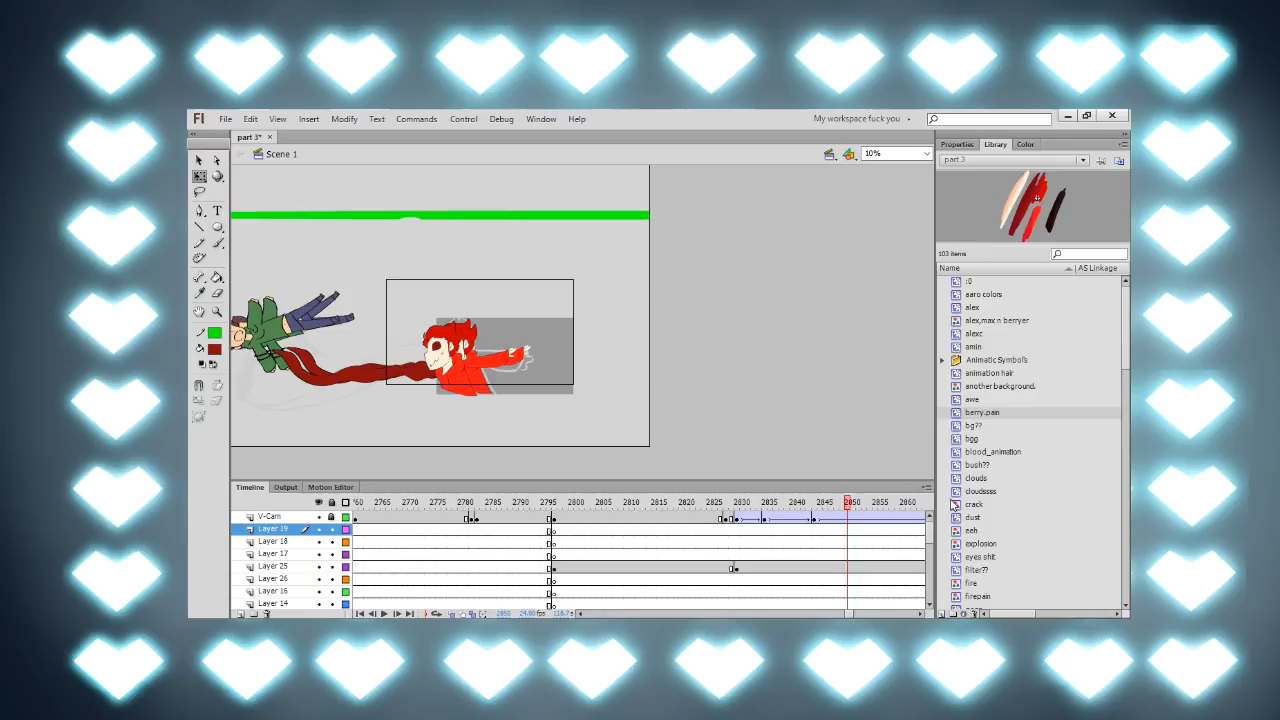 Fl File Edit View Insert Modify Text Commands Control Debug Window Help My workspace fuck you
part 3* ×
Scene 1 10%
Properties Library Color
part 3
103 items
Name AS Linkage
:0
aaro colors
alex
alex,max n berryer
alexc
amin
Animatic Symbols
animation hair
another background.
awe
berry.pain
bg??
bgg
blood_animation
bush??
clouds
cloudssss
crack
dust
eeh
explosion
eyes shit
filter??
fire
firepain
Timeline Output Motion Editor
60 2765 2770 2775 2780 2785 2790 2795 2800 2805 2810 2815 2820 2825 2830 2835 2840 2845 2850 2855 2860
V-Cam
Layer 19
Layer 18
Layer 17
Layer 25
Layer 26
Layer 16
Layer 14
2850 24.00 fps 118.7 s